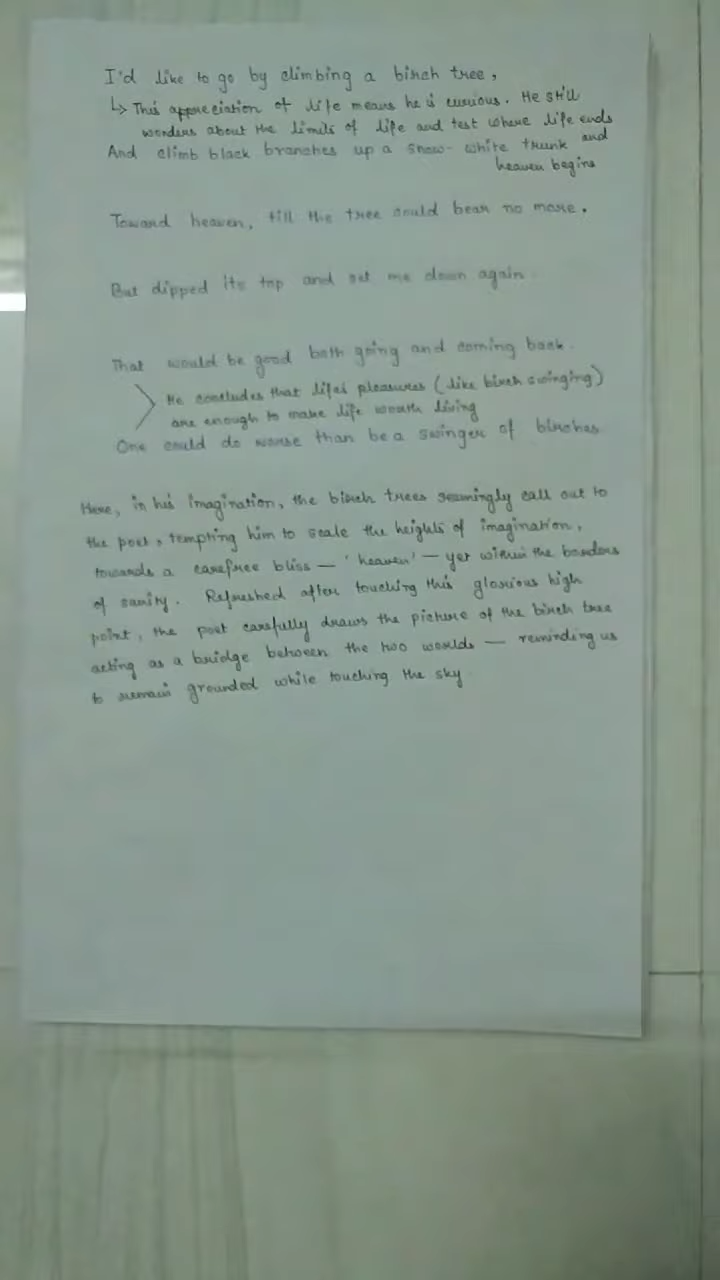 I'd like to go by climbing a birch tree,
↳ This appreciation of life means he is curious. He still
wonders about the limits of life and test where life ends
And climb black branches up a snow-white trunk and
heaven begins
Toward heaven, till the tree could bear no more.
But dipped its top and set me down again
That would be good both going and coming back.
He concludes that life's pleasures (like birch swinging)
are enough to make life worth living
One could do worse than be a swinger of birches
Here, in his imagination, the birch trees seemingly call out to
the poet, tempting him to scale the heights of imagination,
towards a carefree bliss — 'heaven' — yet within the borders
of sanity. Refreshed after touching this glorious high
point, the poet carefully draws the picture of the birch tree
acting as a bridge between the two worlds — reminding us
to remain grounded while touching the sky